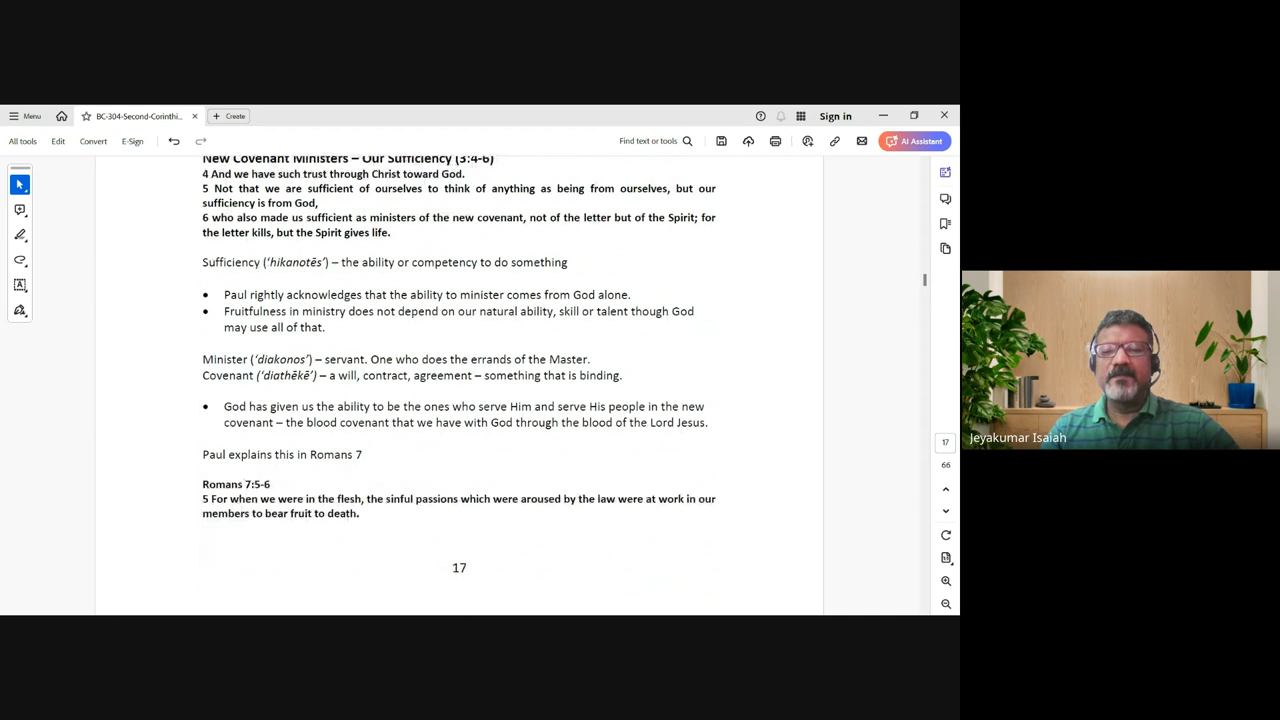 Menu
BC-304-Second-Corinthi...
Create
Sign in
All tools
Edit
Convert
E-Sign
Find text or tools
AI Assistant
New Covenant Ministers – Our Sufficiency (3:4-6)
4 And we have such trust through Christ toward God.
5 Not that we are sufficient of ourselves to think of anything as being from ourselves, but our
sufficiency is from God,
6 who also made us sufficient as ministers of the new covenant, not of the letter but of the Spirit; for
the letter kills, but the Spirit gives life.
Sufficiency (‘hikanotēs’) – the ability or competency to do something
• Paul rightly acknowledges that the ability to minister comes from God alone.
• Fruitfulness in ministry does not depend on our natural ability, skill or talent though God
may use all of that.
Minister (‘diakonos’) – servant. One who does the errands of the Master.
Covenant (‘diathēkē’) – a will, contract, agreement – something that is binding.
• God has given us the ability to be the ones who serve Him and serve His people in the new
covenant – the blood covenant that we have with God through the blood of the Lord Jesus.
Paul explains this in Romans 7
Romans 7:5-6
5 For when we were in the flesh, the sinful passions which were aroused by the law were at work in our
members to bear fruit to death.
17
17
66
Jeyakumar Isaiah